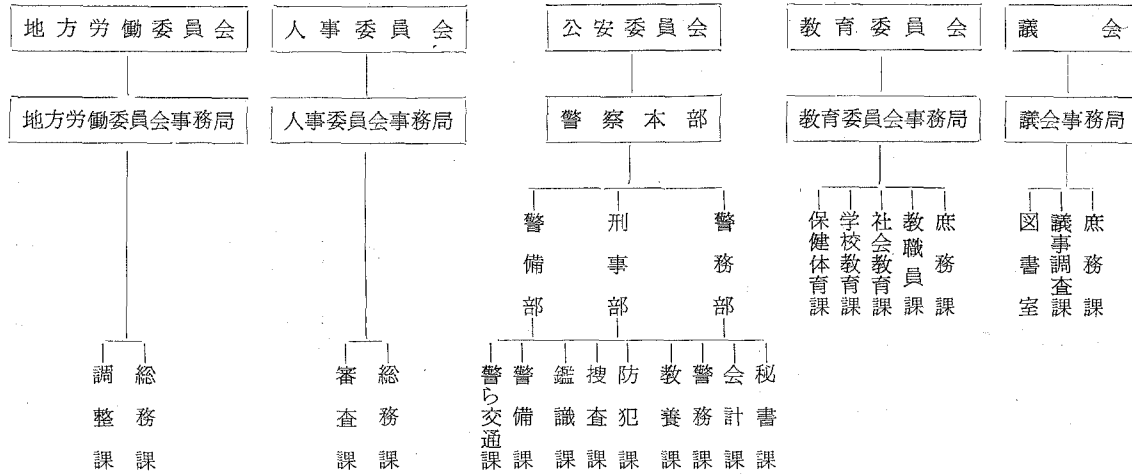 地方労働委員会
人事委員会
公安委員会
教育委員会
議会
地方労働委員会事務局
人事委員会事務局
警察本部
教育委員会事務局
議会事務局
警備部
刑事部
警務部
保健体育課
学校教育課
社会教育課
教職員課
庶務課
図書室
議事調査課
庶務課
調整課
総務課
審査課
総務課
警ら交通課
警備課
鑑識課
捜査課
防犯課
教養課
警務課
会計課
秘書課